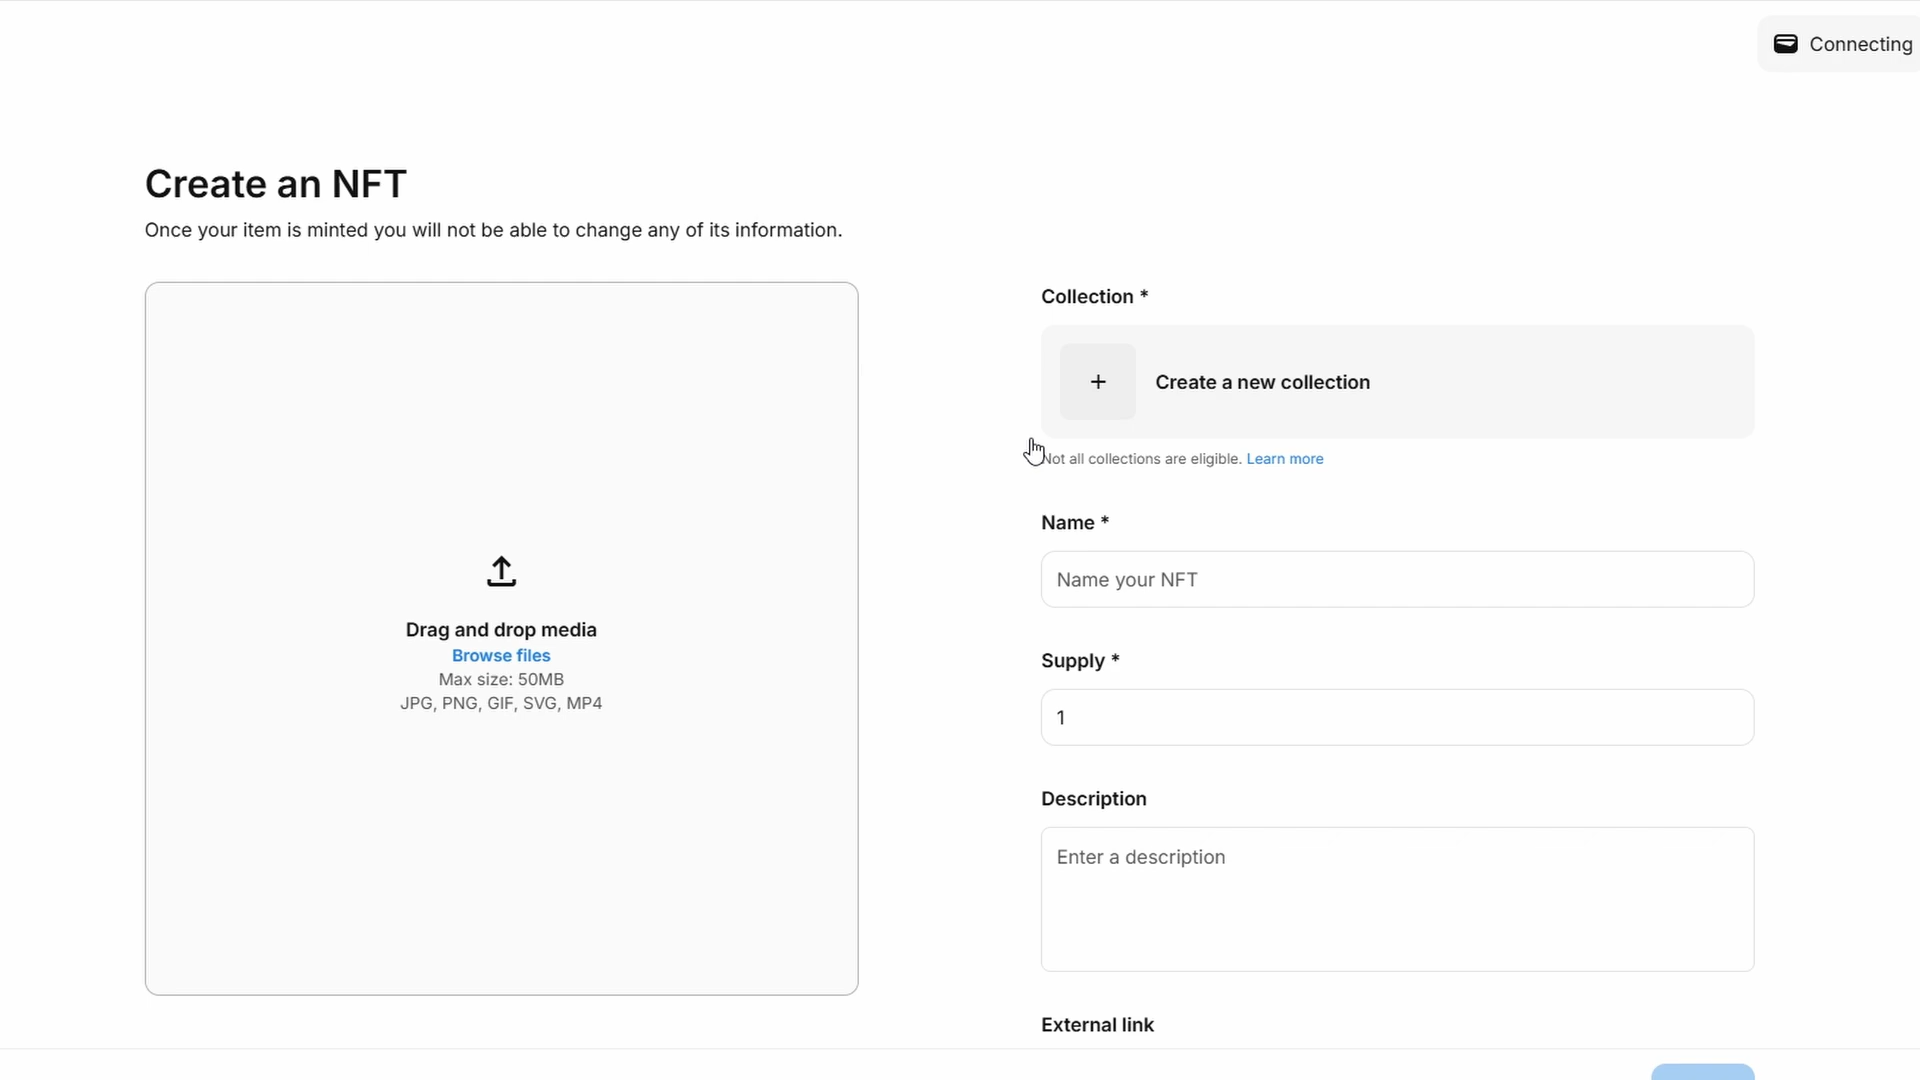 Connecting
Create an NFT
Once your item is minted you will not be able to change any of its information.
Collection *
+ Create a new collection
Not all collections are eligible. Learn more
Drag and drop media
Browse files
Max size: 50MB
JPG, PNG, GIF, SVG, MP4
Name *
Name your NFT
Supply *
1
Description
Enter a description
External link